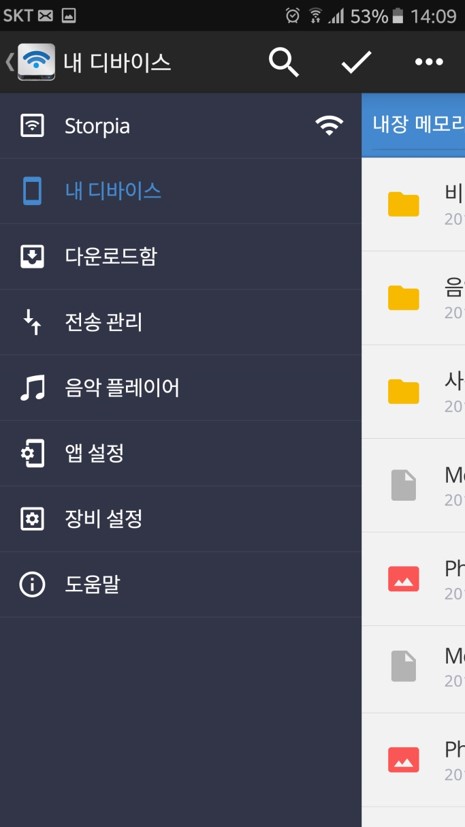 SKT 53% 14:09
내 디바이스
Storpia
내 디바이스
다운로드함
전송 관리
음악 플레이어
앱 설정
장비 설정
도움말
내장 메모리
비
20
음
20
사
20
Me
20
Ph
20
Me
20
Ph
20